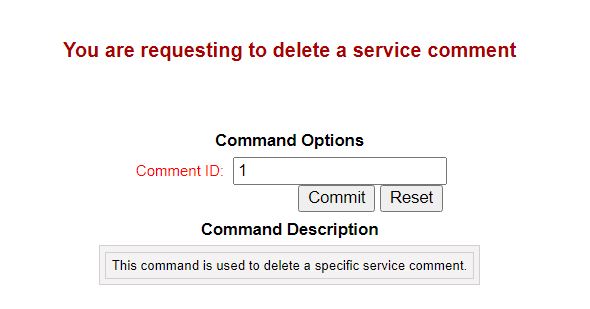 You are requesting to delete a service comment
Command Options
Comment ID: 1
Commit Reset
Command Description
This command is used to delete a specific service comment.